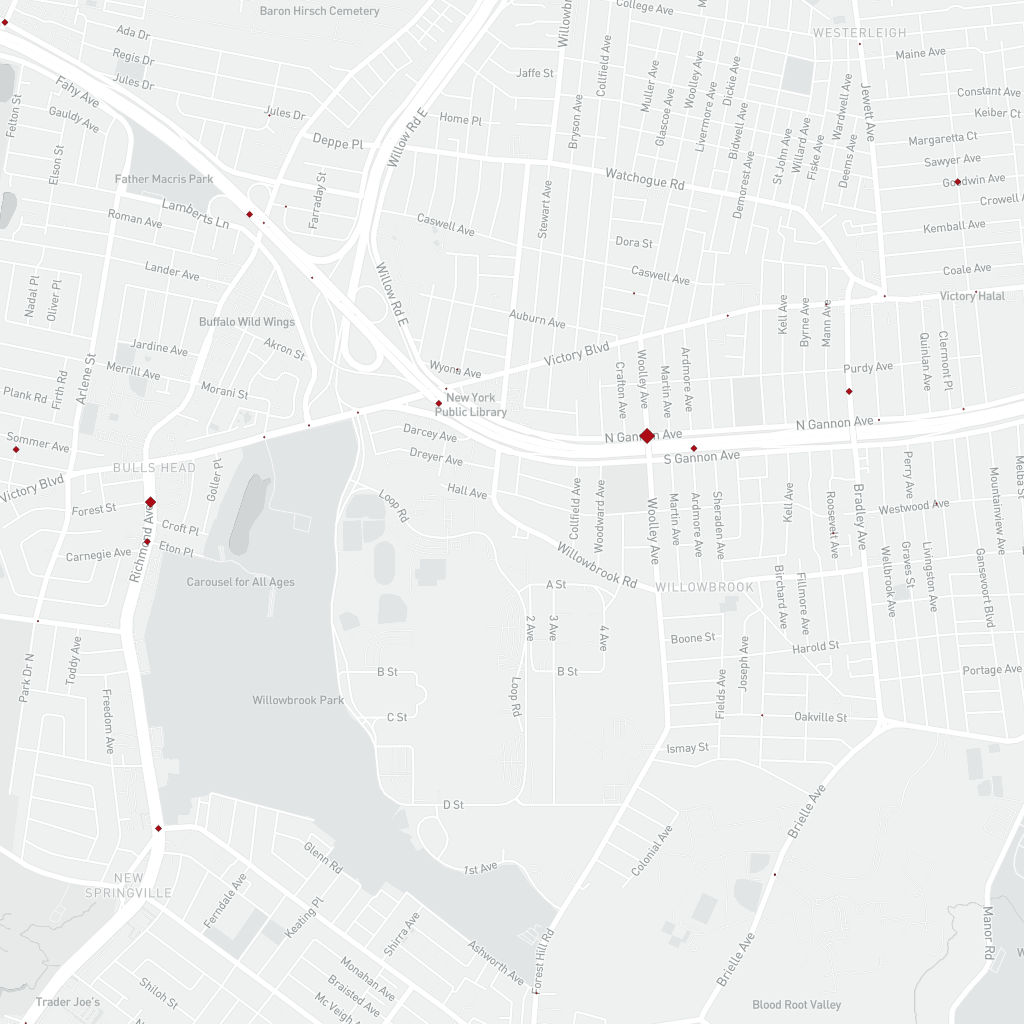 Baron Hirsch Cemetery
College Ave
Willowbr
Ada Dr
WESTERLEIGH
Regis Dr
Maine Ave
Collfield Ave
Jaffe St
Muller Ave
Woolley Ave
Dickie Ave
Jules Dr
Fahy Ave
Constant Ave
Wardwell Ave
Jewett Ave
Felton St
Gauldy Ave
Jules Dr
Home Pl
Bryson Ave
Glascoe Ave
Livermore Ave
Bidwell Ave
Keiber Ct
Deppe Pl
Willow Rd E
St John Ave
Willard Ave
Fiske Ave
Deems Ave
Margaretta Ct
Elson St
Sawyer Ave
Father Macris Park
Watchogue Rd
Goodwin Ave
Faraday St
Stewart Ave
Demorest Ave
Crowell A
Lamberts Ln
Roman Ave
Caswell Ave
Kemball Ave
Dora St
Lander Ave
Caswell Ave
Coale Ave
Nadal Pl
Oliver Pl
Willow Rd E
Victory Halal
Buffalo Wild Wings
Auburn Ave
Kell Ave
Byrne Ave
Mann Ave
Jardine Ave
Akron St
Victory Blvd
Merrill Ave
Wyona Ave
Crafton Ave
Woolley Ave
Martin Ave
Ardmore Ave
Purdy Ave
Quinlan Ave
Clermont Pl
Plank Rd
Firth Rd
Arlene St
Morani St
New York
Public Library
N Gannon Ave
N Gannon Ave
Sommer Ave
Darcey Ave
S Gannon Ave
BULLS HEAD
Dreyer Ave
Victory Blvd
Goller Pl
Loop Rd
Hall Ave
Collfield Ave
Woodward Ave
Woolley Ave
Martin Ave
Ardmore Ave
Sheraden Ave
Kell Ave
Roosevelt Ave
Bradley Ave
Perry Ave
Mountainview Ave
Melba St
Forest St
Westwood Ave
Croft Pl
Richmond Ave
Eton Pl
Carnegie Ave
Willowbrook Rd
Carousel for All Ages
A St
WILLOWBROOK
Birchard Ave
Fillmore Ave
Wellbrook Ave
Graves St
Livingston Ave
Gansevoort Blvd
2 Ave
3 Ave
4 Ave
Boone St
Harold St
Joseph Ave
Park Dr N
Toddy Ave
B St
B St
Portage Ave
Willowbrook Park
Loop Rd
Fields Ave
Freedom Ave
C St
Oakville St
Ismay St
D St
Brielle Ave
Glenn Rd
Colonial Ave
1st Ave
NEW
SPRINGVILLE
Ferndale Ave
Keating Pl
Shirra Ave
Ashworth Ave
Forest Hill Rd
Brielle Ave
Manor Rd
Monahan Ave
Braisted Ave
Mc Veigh A
Shiloh St
Trader Joe's
Blood Root Valley